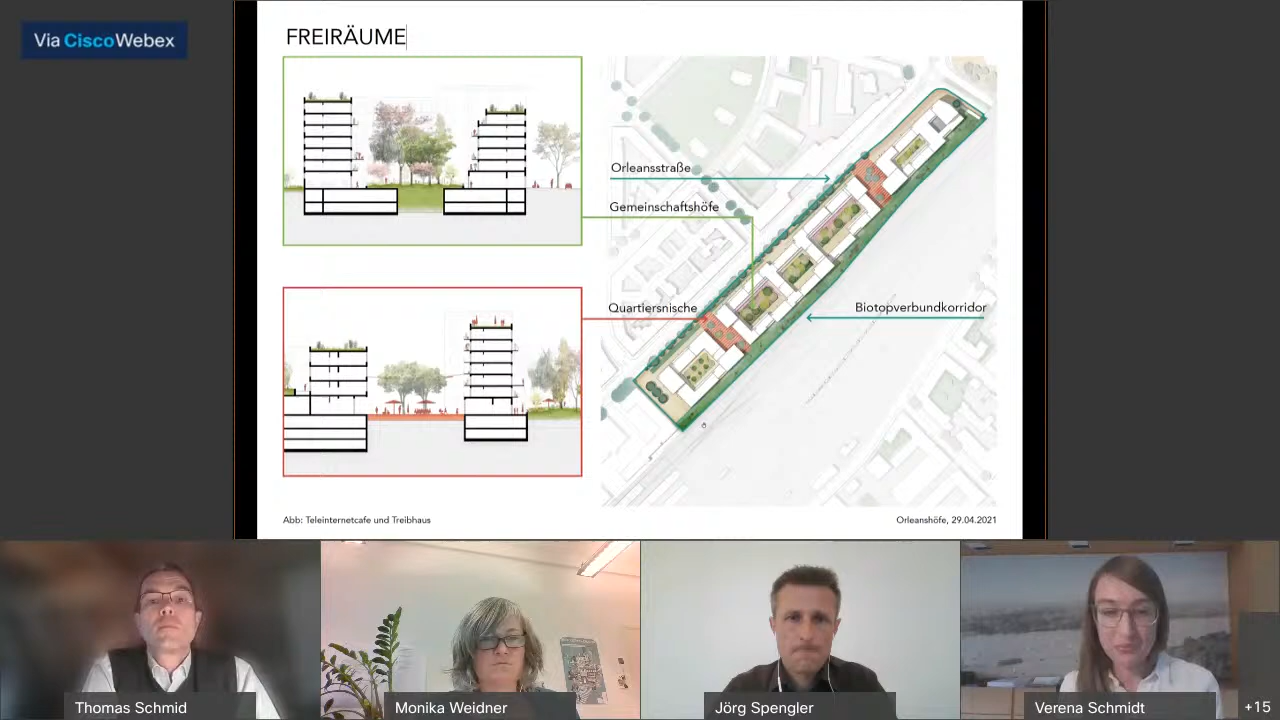 Via CiscoWebex
FREIRÄUME
Orleansstraße
Gemeinschaftshöfe
Quartiersnische
Biotopverbundkorridor
Abb: Teleinternetcafe und Treibhaus
Orleanshöfe, 29.04.2021
Thomas Schmid
Monika Weidner
Jörg Spengler
Verena Schmidt
+15